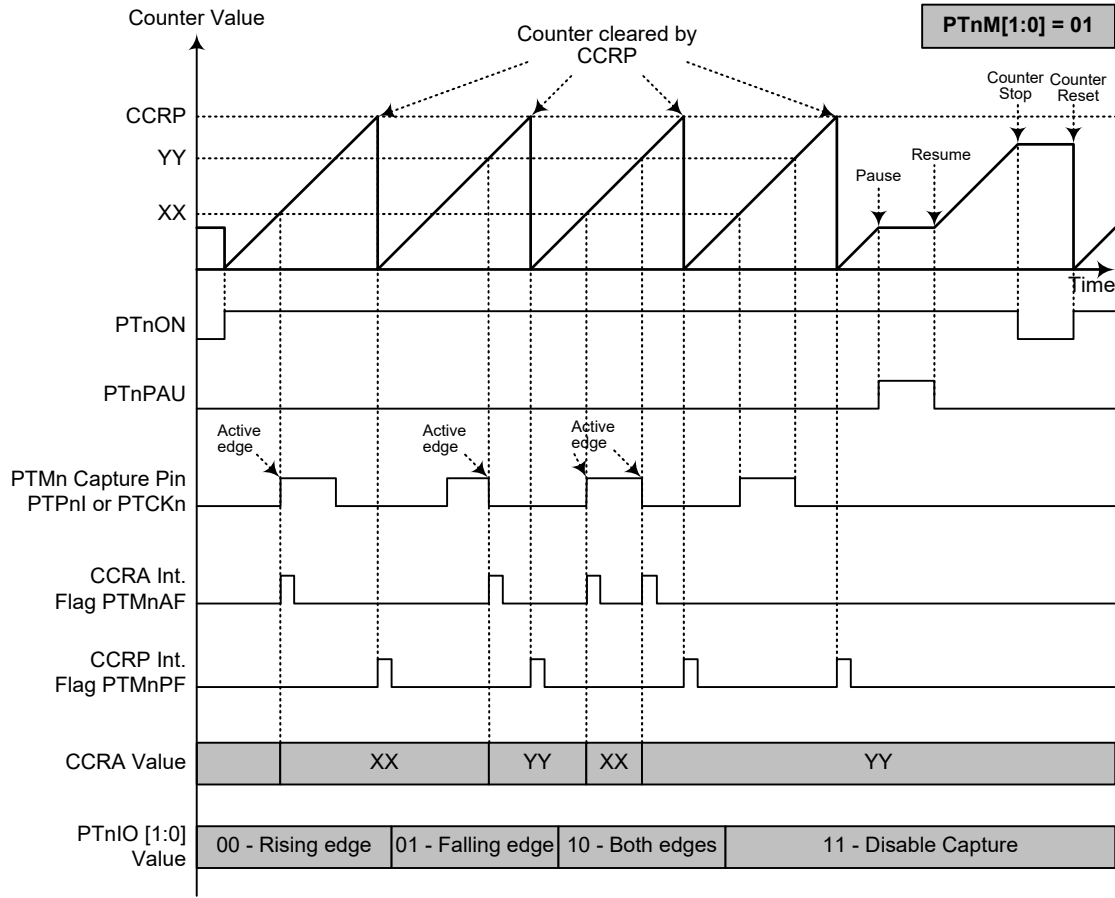 Counter Value
PTnM[1:0] = 01
Counter cleared by
CCRP
Counter
Stop
Counter
Reset
CCRP
YY
Resume
Pause
XX
Time
PTnON
PTnPAU
Active
edge
Active
edge
Active
edge
PTMn Capture Pin
PTPnI or PTCKn
CCRA Int.
Flag PTMnAF
CCRP Int.
Flag PTMnPF
CCRA Value
XX
YY
XX
YY
PTnIO [1:0]
Value
00 - Rising edge
01 - Falling edge
10 - Both edges
11 - Disable Capture